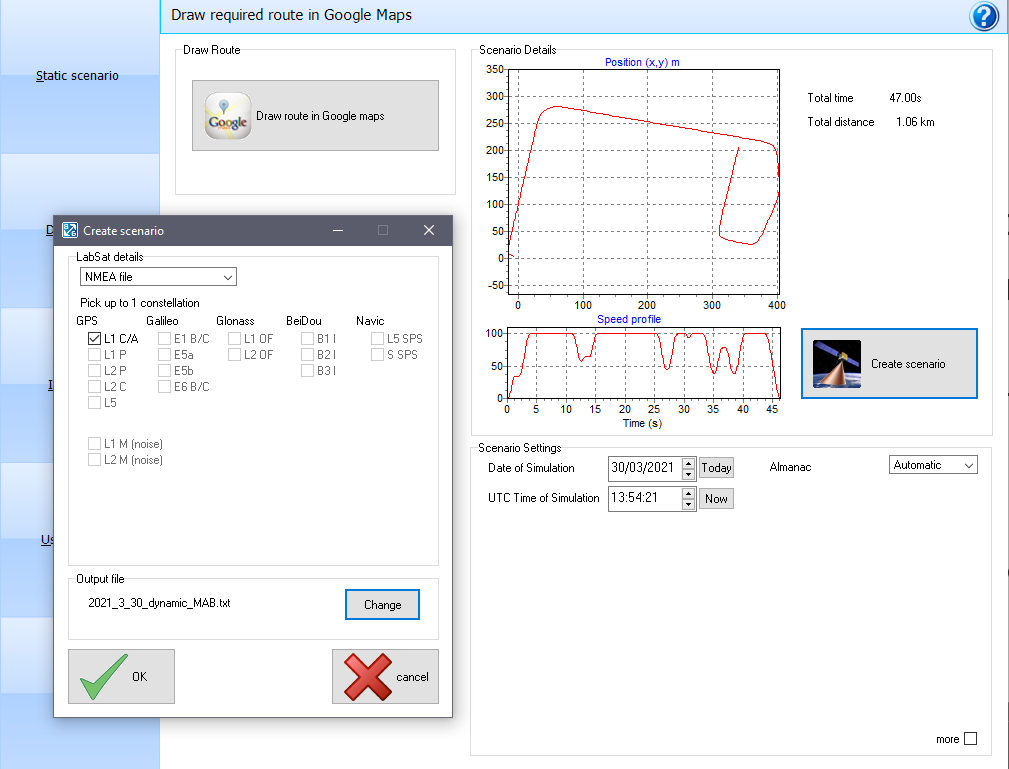 Draw required route in Google Maps
Static scenario
Draw Route
Google
Draw route in Google maps
Scenario Details
Position (x,y) m
350
300
250
200
150
100
50
0
-50
0 100 200 300 400
Total time 47.00s
Total distance 1.06 km
Speed profile
100
50
0
0 5 10 15 20 25 30 35 40 45
Time (s)
Create scenario
Scenario Settings
Date of Simulation 30/03/2021 Today Almanac Automatic
UTC Time of Simulation 13:54:21 Now
more
D
I
Us
Create scenario
LabSat details
NMEA file
Pick up to 1 constellation
GPS Galileo Glonass BeiDou Navic
L1 C/A E1 B/C L1 OF B1 I L5 SPS
L1 P E5a L2 OF B2 I S SPS
L2 P E5b B3 I
L2 C E6 B/C
L5
L1 M (noise)
L2 M (noise)
Output file
2021_3_30_dynamic_MAB.txt
Change
OK cancel